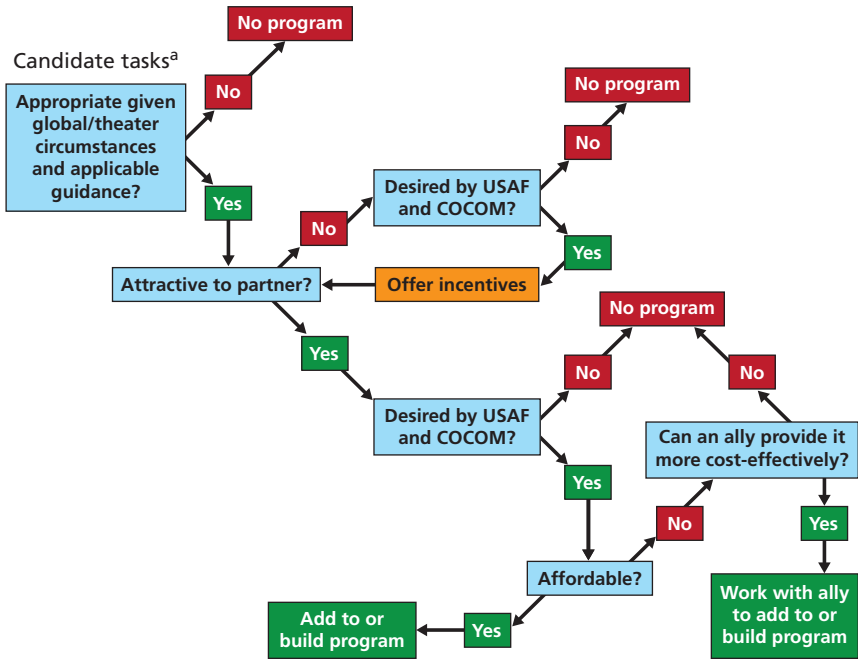 No program
Candidate tasksa
No
Appropriate given
global/theater
circumstances
and applicable
guidance?
No program
No
Yes
Desired by USAF
and COCOM?
No
Yes
Attractive to partner?
Offer incentives
No program
Yes
No
No
Desired by USAF
and COCOM?
Can an ally provide it
more cost-effectively?
Yes
No
Yes
Affordable?
Work with ally
to add to or
build program
Add to or
build program
Yes